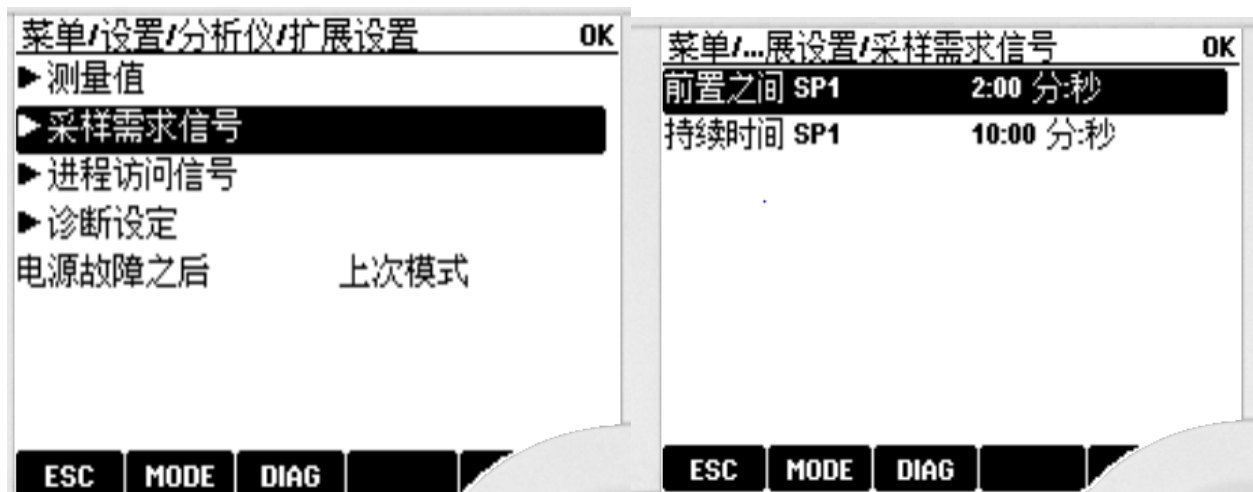 菜单/设置/分析仪/扩展设置 OK
▶测量值
▶采样需求信号
▶进程访问信号
▶诊断设定
电源故障之后 上次模式
ESC MODE DIAG
菜单/...展设置/采样需求信号 OK
前置之间 SP1 2:00 分:秒
持续时间 SP1 10:00 分:秒
ESC MODE DIAG